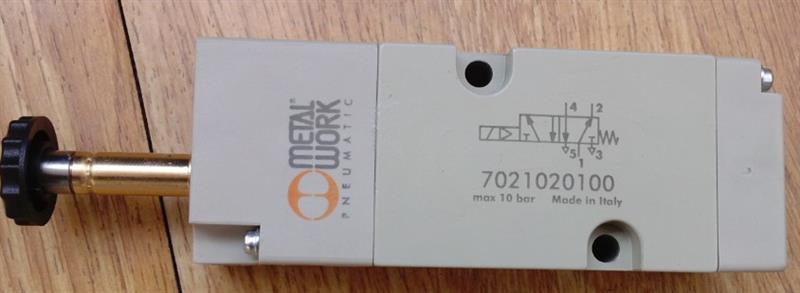 METAL®
WORK
PNEUMATIC
4 2
5 3
1
7021020100
max 10 bar Made in Italy